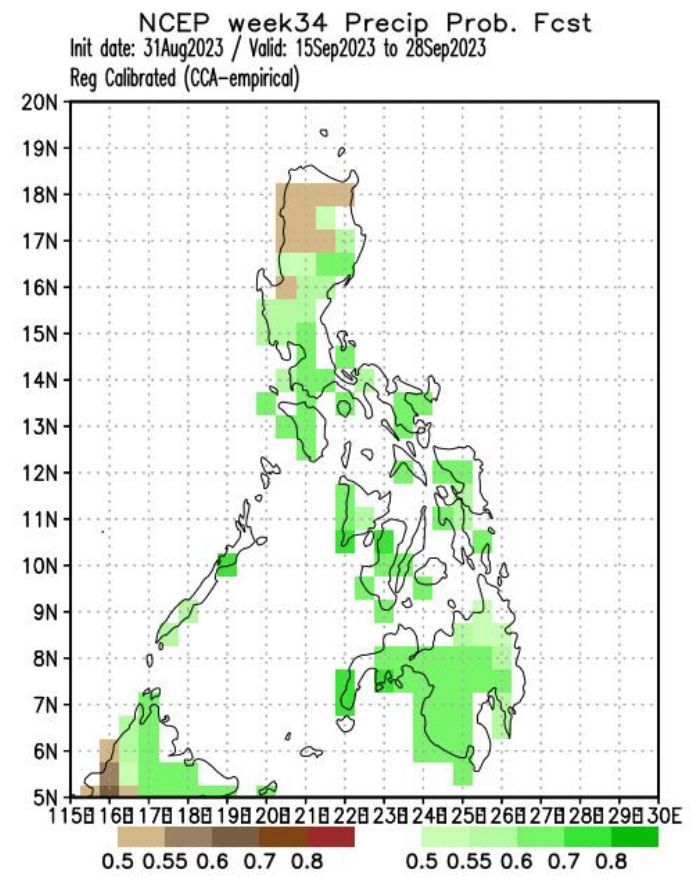 NCEP week34 Precip Prob. Fcst
Init date: 31Aug2023 / Valid: 15Sep2023 to 28Sep2023
Reg Calibrated (CCA-empirical)
20N
19N
18N
17N
16N
15N
14N
13N
12N
11N
10N
9N
8N
7N
6N
5N
115E 116E 117E 118E 119E 120E 121E 122E 123E 124E 125E 126E 127E 128E 129E 130E
0.5 0.55 0.6 0.7 0.8 0.5 0.55 0.6 0.7 0.8